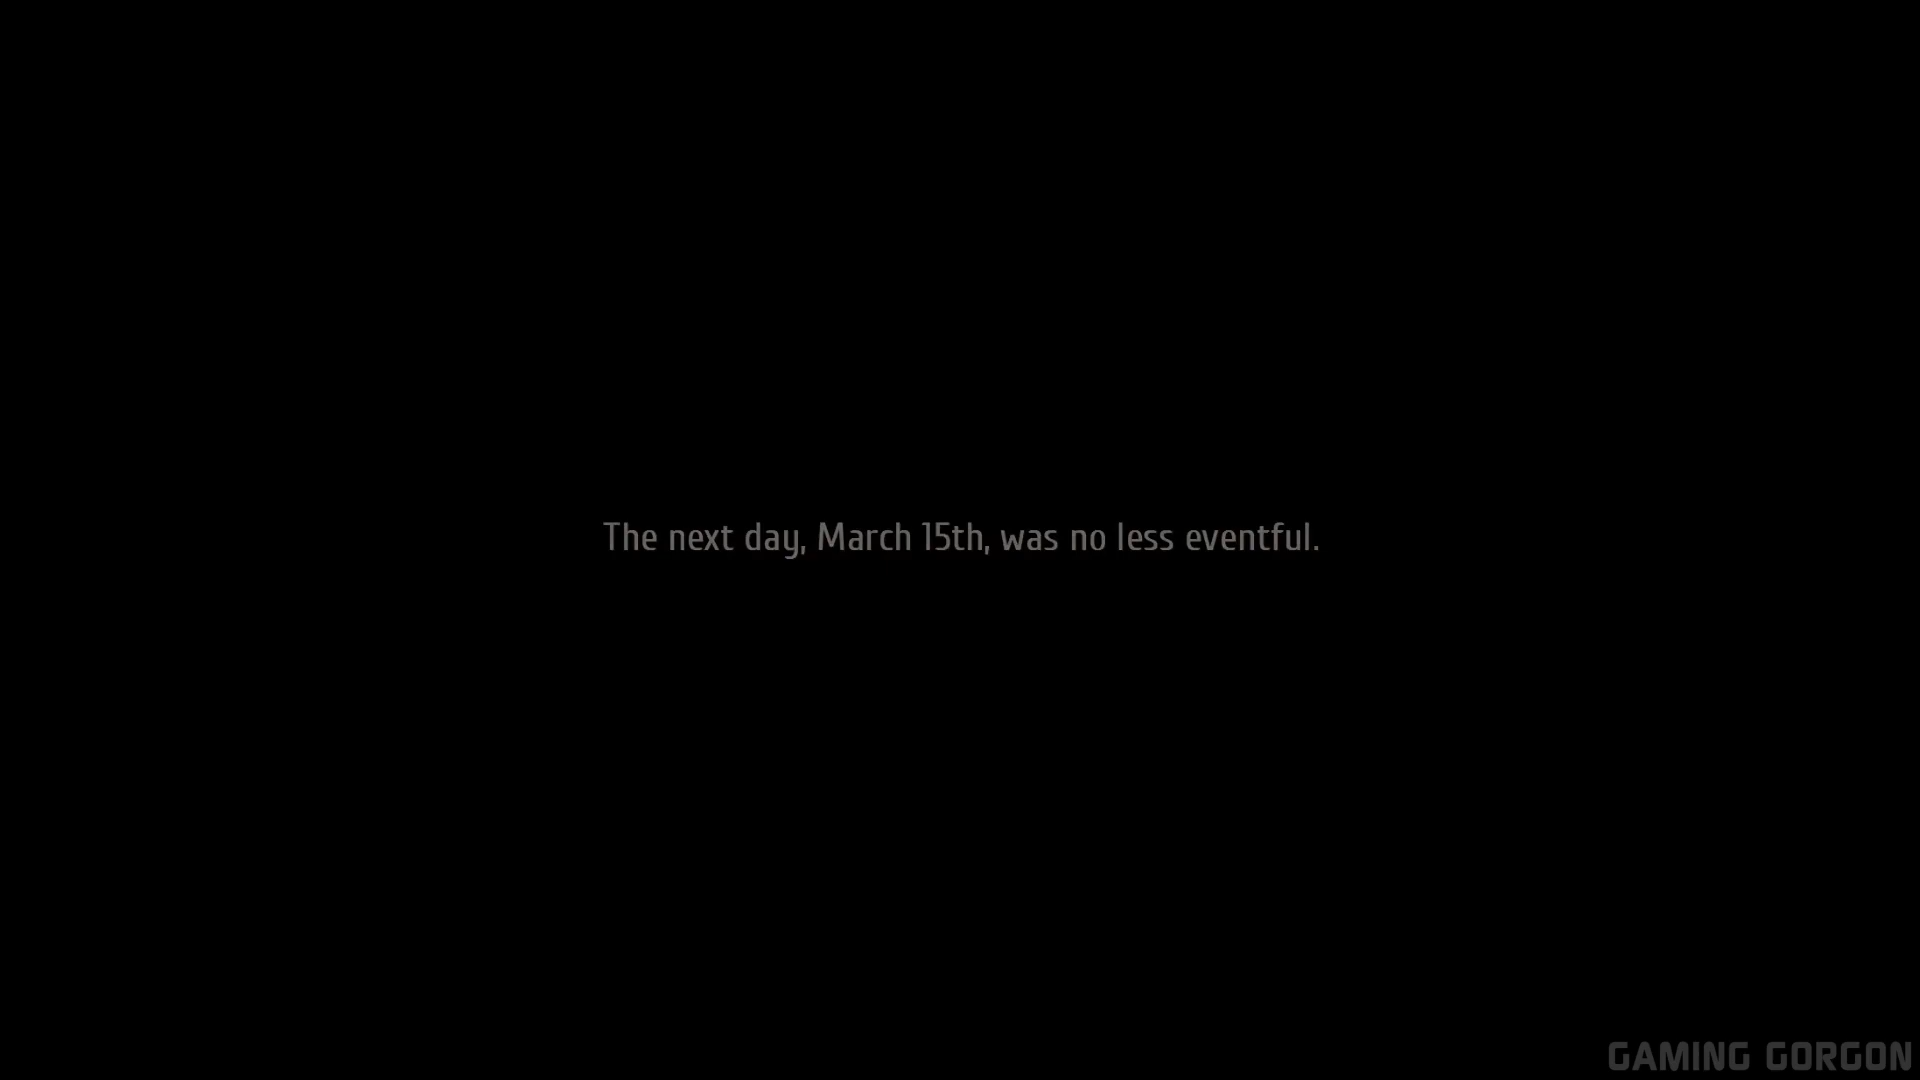 The next day, March 15th, was no less eventful.
GAMING GORGON